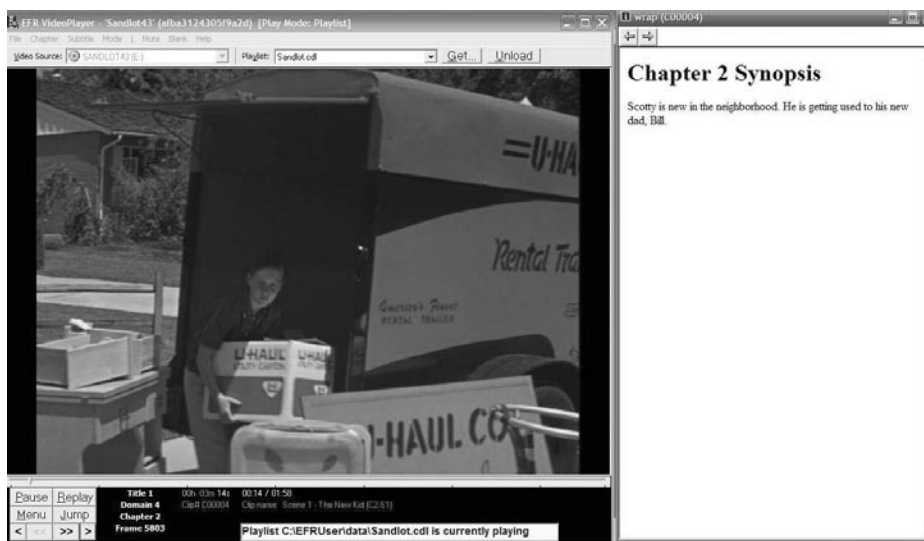 EFR VideoPlayer - 'Sandlot43' (afba3124305f9a2d) [Play Mode: Playlist]
File Chapter Subtitle Mode | Mute Blank Help
Video Source: SANDLOT43 (E:) Playlist: Sandlot.cdl Get... Unload
=U-HA
Rental Tra
America's Finest
RENTAL TRAILER
U-HAUL U-HAUL
UTILITY CARTON
U-HAUL CO
Pause Replay
Menu Jump
< << >> >
Title 1 00h 03m 14s 00:14 / 01:58
Domain 4 Clip# C00004 Clip name Scene 1 - The New Kid [C2-S1]
Chapter 2
Frame 5803
Playlist C:\EFRUser\data\Sandlot.cdl is currently playing
wrap (C00004)
Chapter 2 Synopsis
Scotty is new in the neighborhood. He is getting used to his new
dad, Bill.